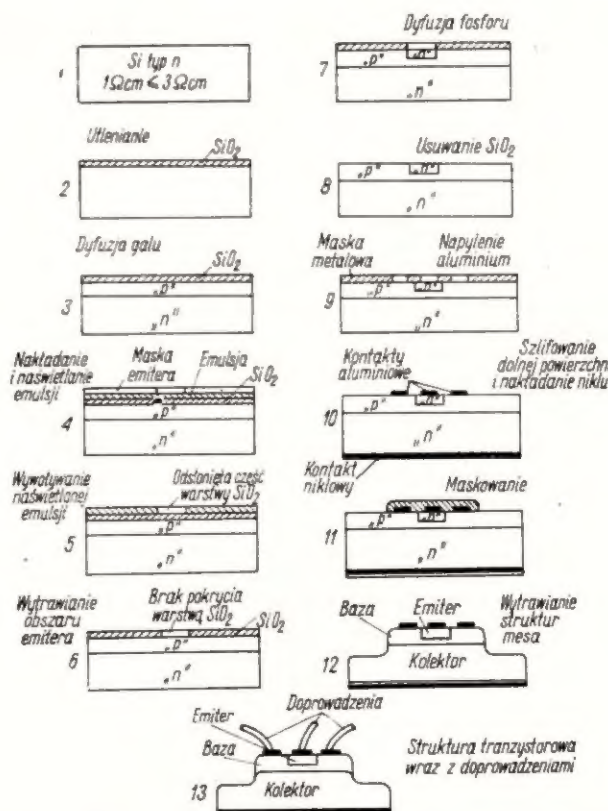 1
Si typ n
1Ωcm ≤ 3Ωcm
Utlenianie
SiO₂
2
Dyfuzja galu
SiO₂
„p"
3
„n"
Nakładanie
i naświetlanie
emulsji
Maska
emitera
Emulsja
SiO₂
4
„p"
„n"
Wywoływanie
naświetlonej
emulsji
Odsłonięta część
warstwy SiO₂
5
„p"
„n"
Wytrawianie
obszaru
emitera
Brak pokrycia
warstwą SiO₂
SiO₂
6
„p"
„n"
Dyfuzja fosforu
7
„p"
„n"
„n"
Usuwanie SiO₂
8
„p"
„n"
„n"
Maska
metalowa
Napylenie
aluminium
9
„p"
„n"
„n"
Kontakty
aluminiowe
Szlifowanie
dolnej powierzchni
i nakładanie niklu
10
„p"
„n"
„n"
Kontakt
niklowy
Maskowanie
11
„p"
„n"
„n"
Baza
Emiter
Wytrawianie
struktur
mesa
12
Kolektor
Doprowadzenia
Emiter
Baza
13
Kolektor
Struktura tranzystorowa
wraz z doprowadzeniami